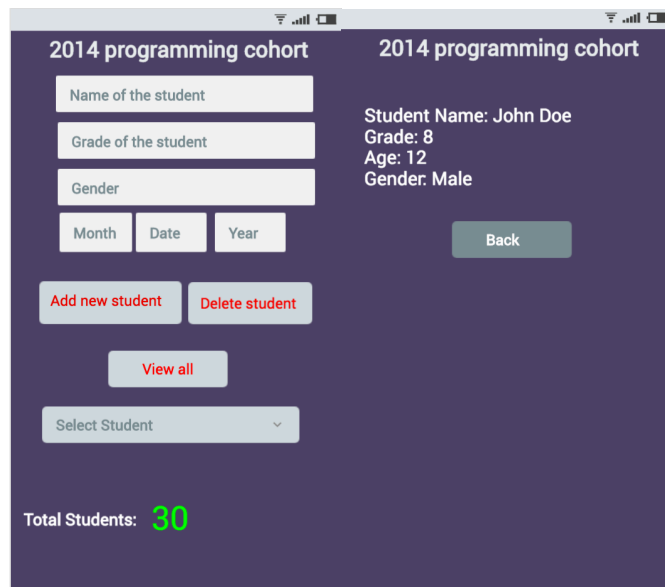 2014 programming cohort
Name of the student
Grade of the student
Gender
Month Date Year
Add new student Delete student
View all
Select Student
Total Students: 30
2014 programming cohort
Student Name: John Doe
Grade: 8
Age: 12
Gender: Male
Back